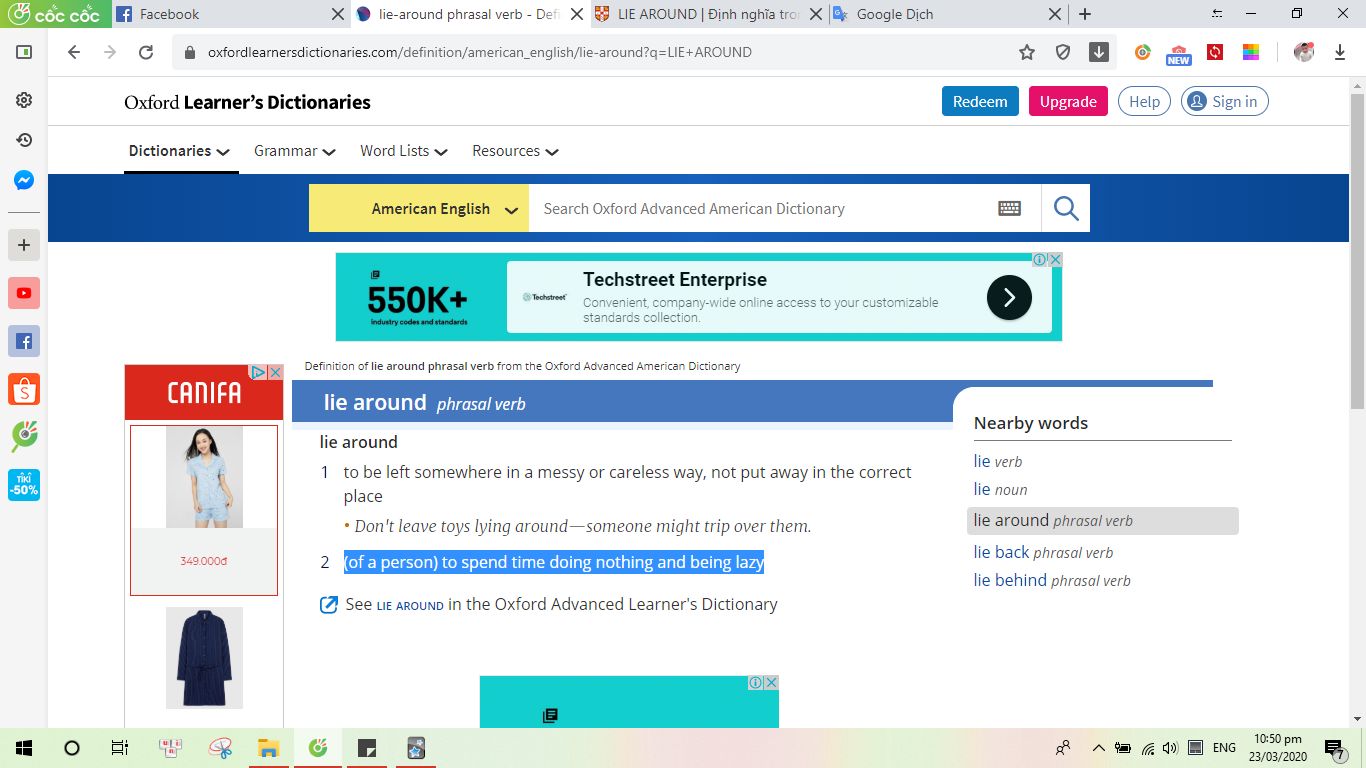 cốc cốc
Facebook
lie-around phrasal verb - Defi
LIE AROUND | Định nghĩa tron
Google Dịch
oxfordlearnersdictionaries.com/definition/american_english/lie-around?q=LIE+AROUND
NEW
Oxford Learner's Dictionaries
Redeem
Upgrade
Help
Sign in
Dictionaries
Grammar
Word Lists
Resources
American English
Search Oxford Advanced American Dictionary
550K+
industry codes and standards
Techstreet
Techstreet Enterprise
Convenient, company-wide online access to your customizable
standards collection.
Definition of lie around phrasal verb from the Oxford Advanced American Dictionary
CANIFA
349.000đ
lie around phrasal verb
lie around
1 to be left somewhere in a messy or careless way, not put away in the correct
place
• Don't leave toys lying around—someone might trip over them.
2 (of a person) to spend time doing nothing and being lazy
See LIE AROUND in the Oxford Advanced Learner's Dictionary
Nearby words
lie verb
lie noun
lie around phrasal verb
lie back phrasal verb
lie behind phrasal verb
TIKI
-50%
ENG
10:50 pm
23/03/2020
7